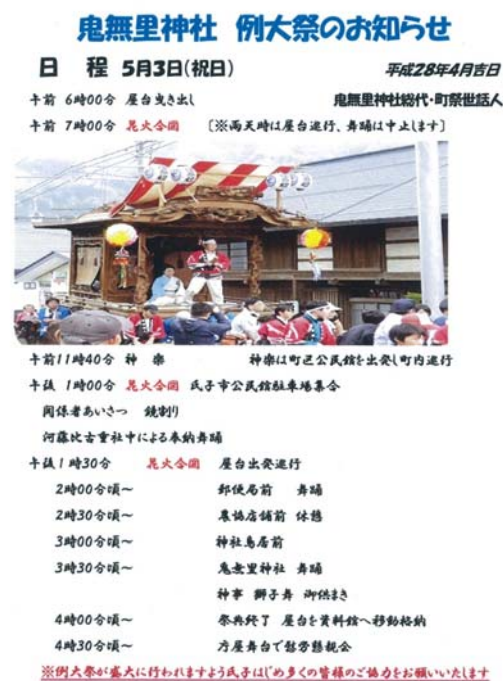 鬼無里神社 例大祭のお知らせ
日 程 5月3日(祝日)
平成28年4月吉日
午前 6時00分 屋台曳き出し
鬼無里神社総代・町祭世話人
午前 7時00分 花火合図 〔※雨天時は屋台巡行、舞踊は中止します〕
午前11時40分 神 楽 神楽は町区公民館を出発し町内巡行
午後 1時00分 花火合図 氏子市公民館駐車場集合
関係者あいさつ 鏡割り
河藤比古重社中による奉納舞踊
午後1時30分 花火合図 屋台出発巡行
2時00分頃~ 郵便局前 舞踊
2時30分頃~ 農協店舗前 休憩
3時00分頃~ 神社鳥居前
3時30分頃~ 鬼無里神社 舞踊
神事 獅子舞 御供まき
4時00分頃~ 祭典終了 屋台を資料館へ移動格納
4時30分頃~ 屋舞台で慰労懇親会
※例大祭が盛大に行われますよう氏子はじめ多くの皆様のご協力をお願いいたします